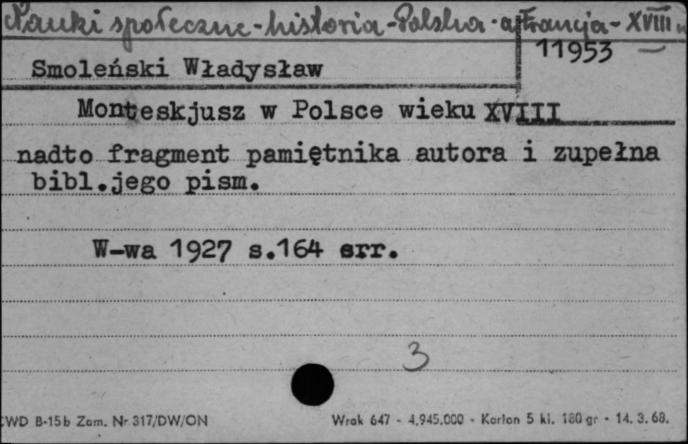 Nauki społeczne - historia - Polska - a Francja - XVIII w
11953
Smoleński Władysław
Monteskjusz w Polsce wieku XVIII
nadto fragment pamiętnika autora i zupełna
bibl.jego pism.
W-wa 1927 s.164 err.
3
CWD B-15b Zam. Nr 317/DW/ON
Wrak 647 - 4.945.000 - Karton 5 kl. 180 gr - 14. 3. 68.